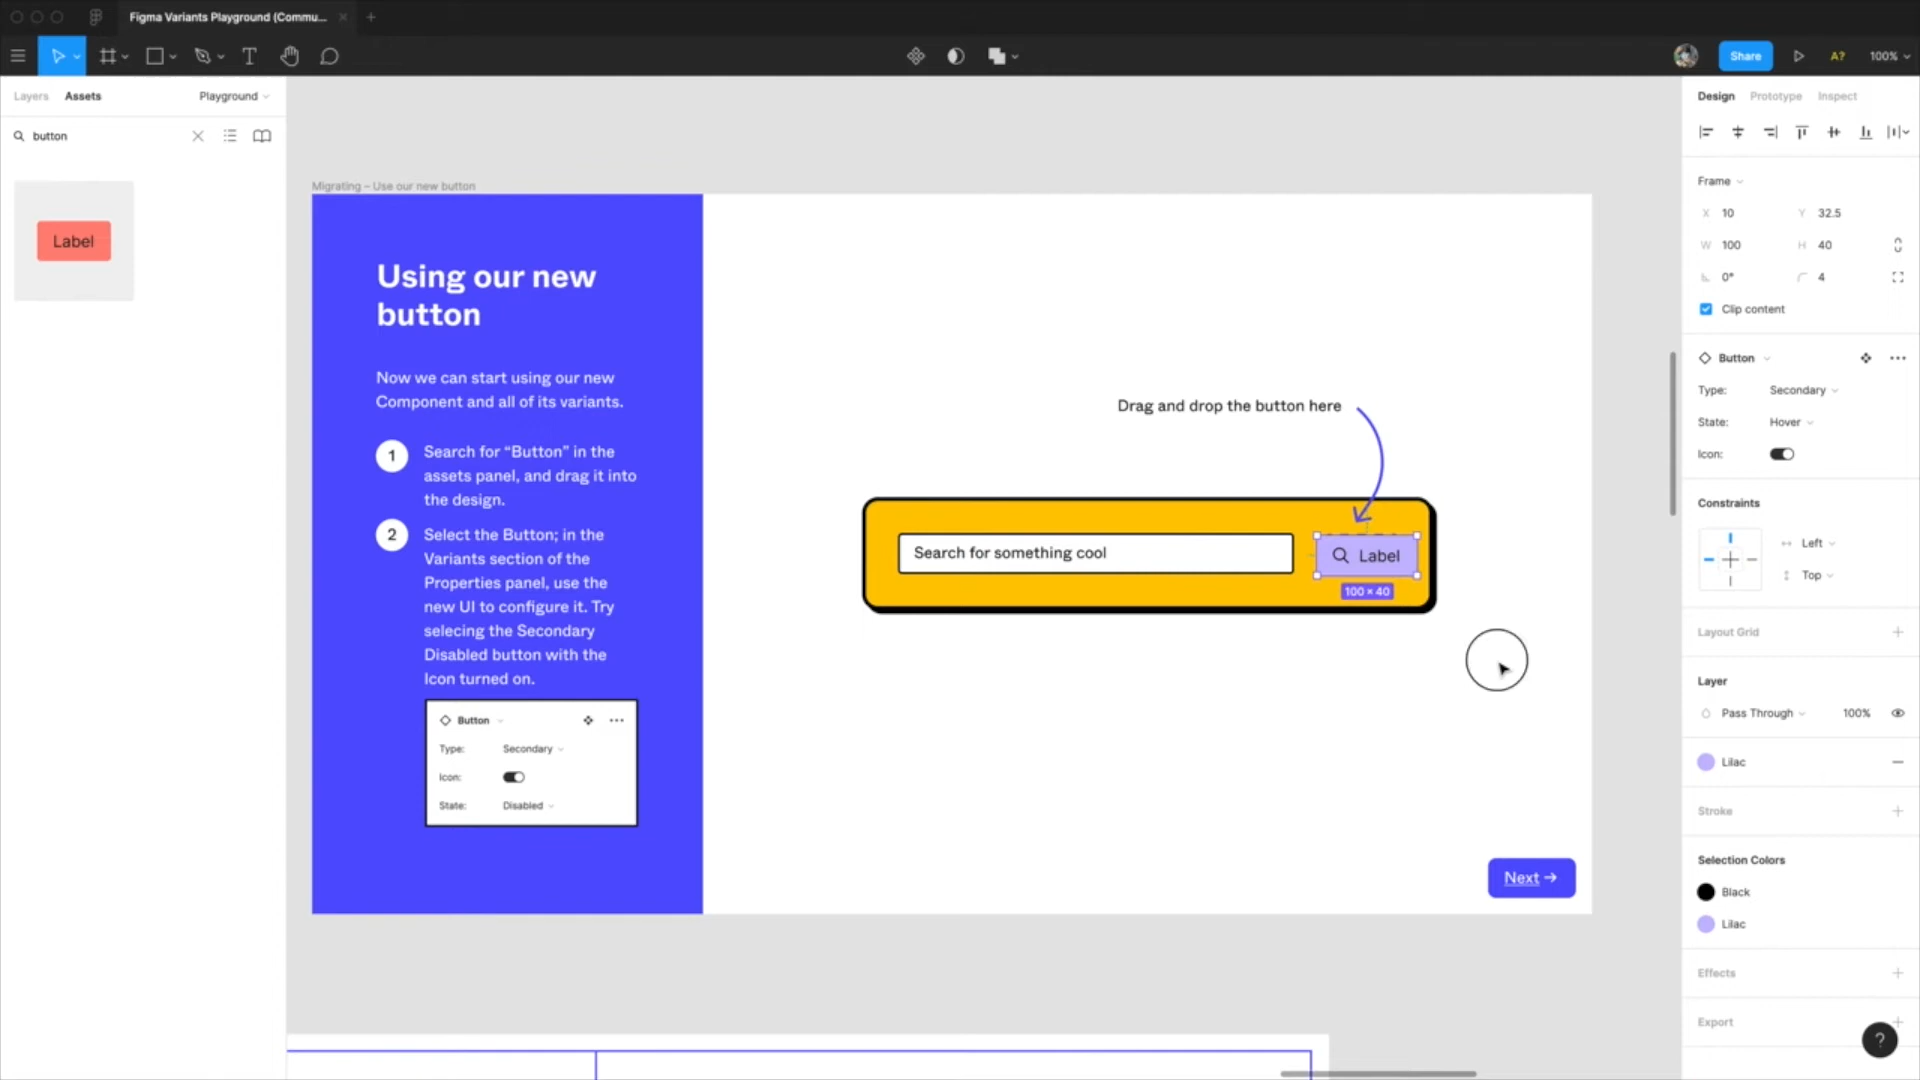 Figma Variants Playground (Commu...
Share
A?
100%
Layers
Assets
Playground
button
Label
Migrating – Use our new button
Using our new
button
Now we can start using our new
Component and all of its variants.
1
Search for “Button” in the
assets panel, and drag it into
the design.
2
Select the Button; in the
Variants section of the
Properties panel, use the
new UI to configure it. Try
selecing the Secondary
Disabled button with the
Icon turned on.
Button
Type:
Secondary
Icon:
State:
Disabled
Drag and drop the button here
Search for something cool
Label
100 × 40
Next →
Design
Prototype
Inspect
Frame
X 10
Y 32.5
W 100
H 40
0°
4
Clip content
Button
Type:
Secondary
State:
Hover
Icon:
Constraints
Left
Top
Layout Grid
Layer
Pass Through
100%
Lilac
Stroke
Selection Colors
Black
Lilac
Effects
Export
?